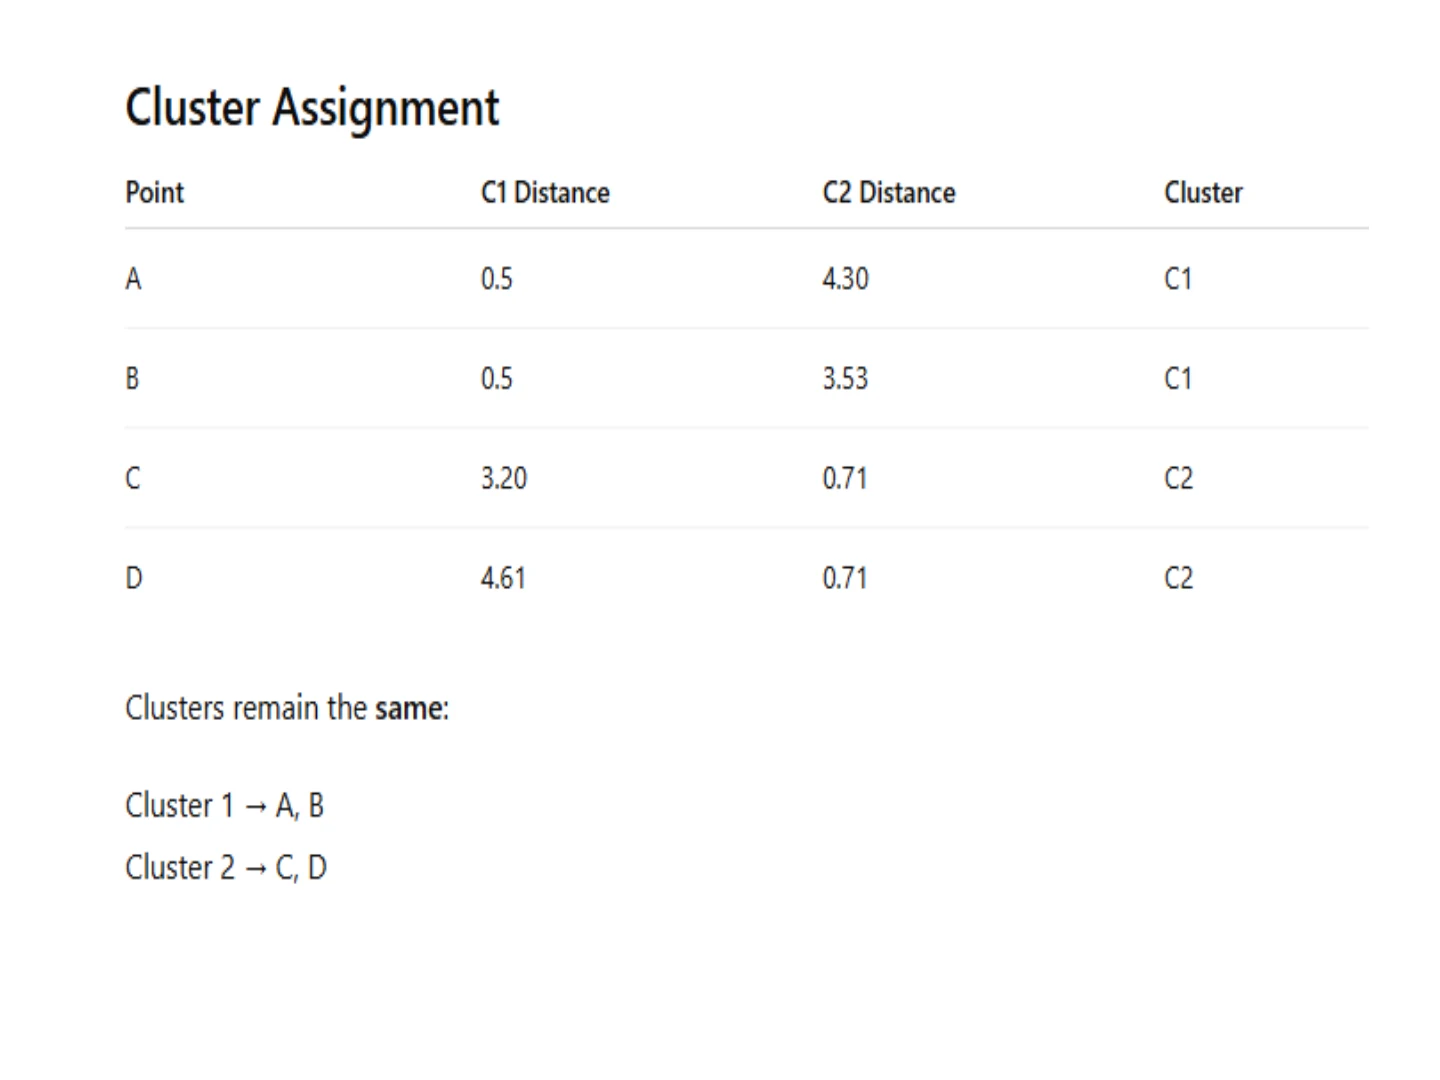 Cluster Assignment
Point C1 Distance C2 Distance Cluster
A 0.5 4.30 C1
B 0.5 3.53 C1
C 3.20 0.71 C2
D 4.61 0.71 C2
Clusters remain the same:
Cluster 1 → A, B
Cluster 2 → C, D